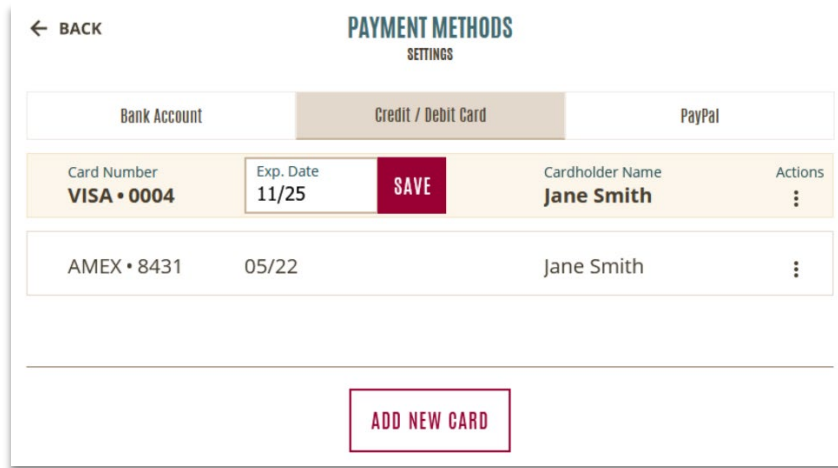 ← BACK
PAYMENT METHODS
SETTINGS
Bank Account Credit / Debit Card PayPal
Card Number Exp. Date Cardholder Name Actions
VISA • 0004 11/25 SAVE Jane Smith
AMEX • 8431 05/22 Jane Smith
ADD NEW CARD